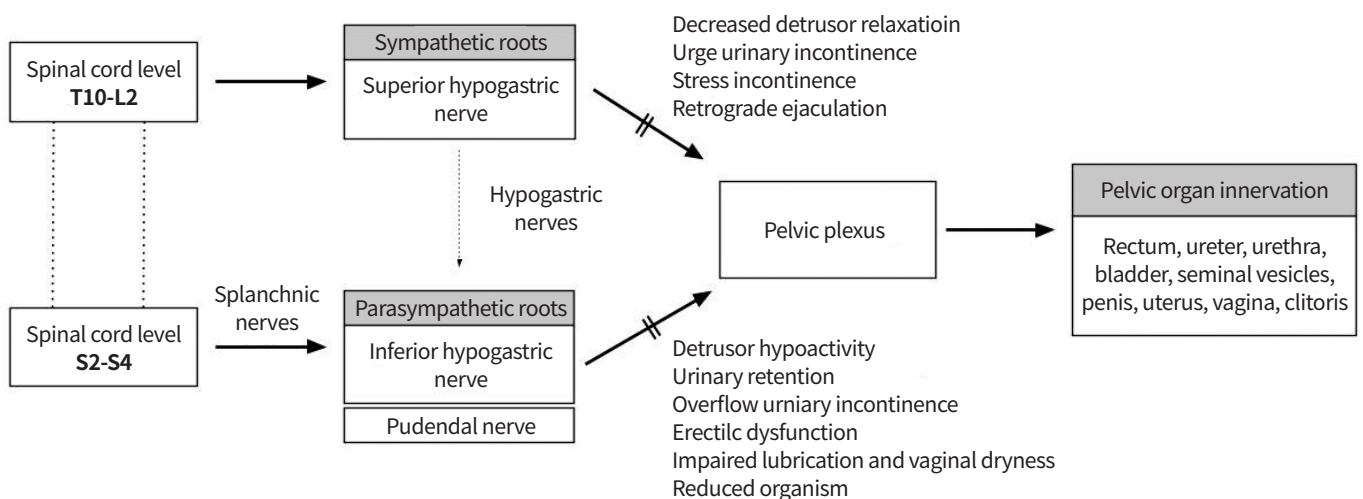 Spinal cord level
T10-L2
Sympathetic roots
Superior hypogastric
nerve
Decreased detrusor relaxatioin
Urge urinary incontinence
Stress incontinence
Retrograde ejaculation
Hypogastric
nerves
Pelvic plexus
Pelvic organ innervation
Rectum, ureter, urethra,
bladder, seminal vesicles,
penis, uterus, vagina, clitoris
Spinal cord level
S2-S4
Splanchnic
nerves
Parasympathetic roots
Inferior hypogastric
nerve
Pudendal nerve
Detrusor hypoactivity
Urinary retention
Overflow urniary incontinence
Erectilc dysfunction
Impaired lubrication and vaginal dryness
Reduced organism